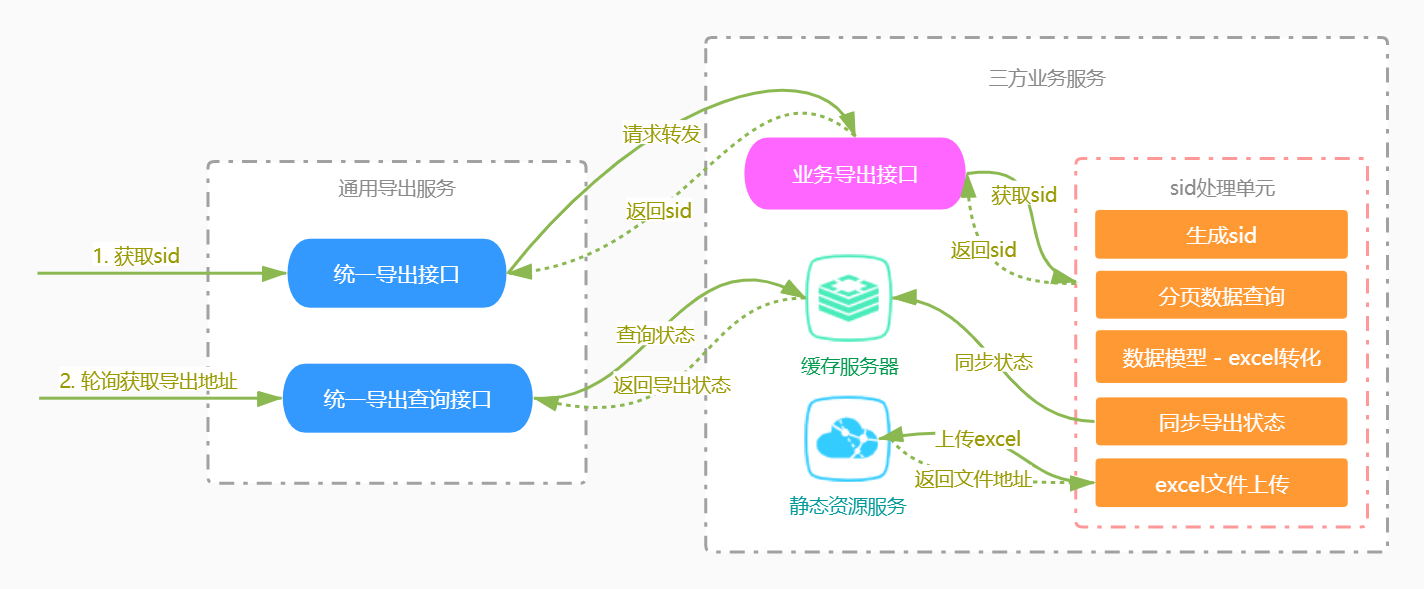 三方业务服务
请求转发
业务导出接口
通用导出服务
sid处理单元
获取sid
返回sid
生成sid
返回sid
1. 获取sid
统一导出接口
分页数据查询
查询状态
数据模型 - excel转化
缓存服务器
同步状态
2. 轮询获取导出地址
返回导出状态
统一导出查询接口
同步导出状态
上传excel
返回文件地址
excel文件上传
静态资源服务